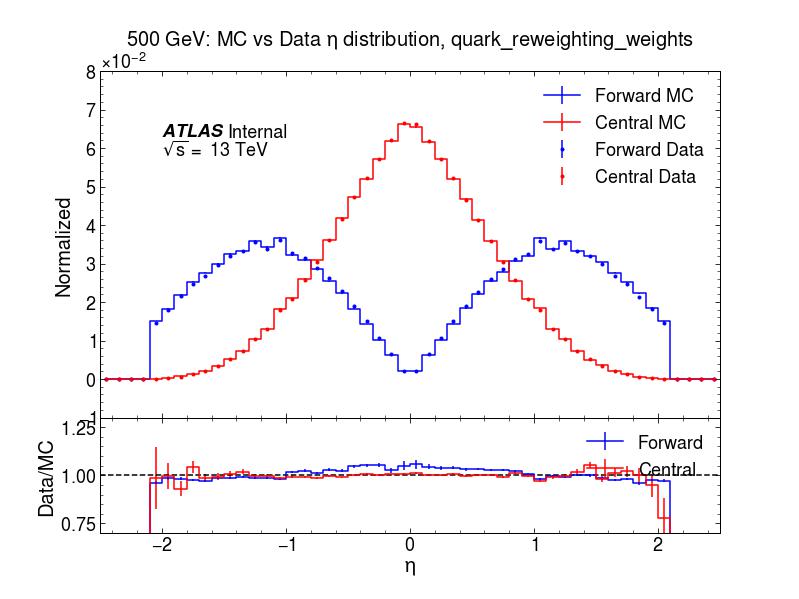 500 GeV: MC vs Data η distribution, quark_reweighting_weights
×10⁻²
8
7
6
5
4
3
2
1
0
−1
Normalized
ATLAS Internal
√s = 13 TeV
Forward MC
Central MC
Forward Data
Central Data
1.25
1.00
0.75
Data/MC
Forward
Central
−2 −1 0 1 2
η